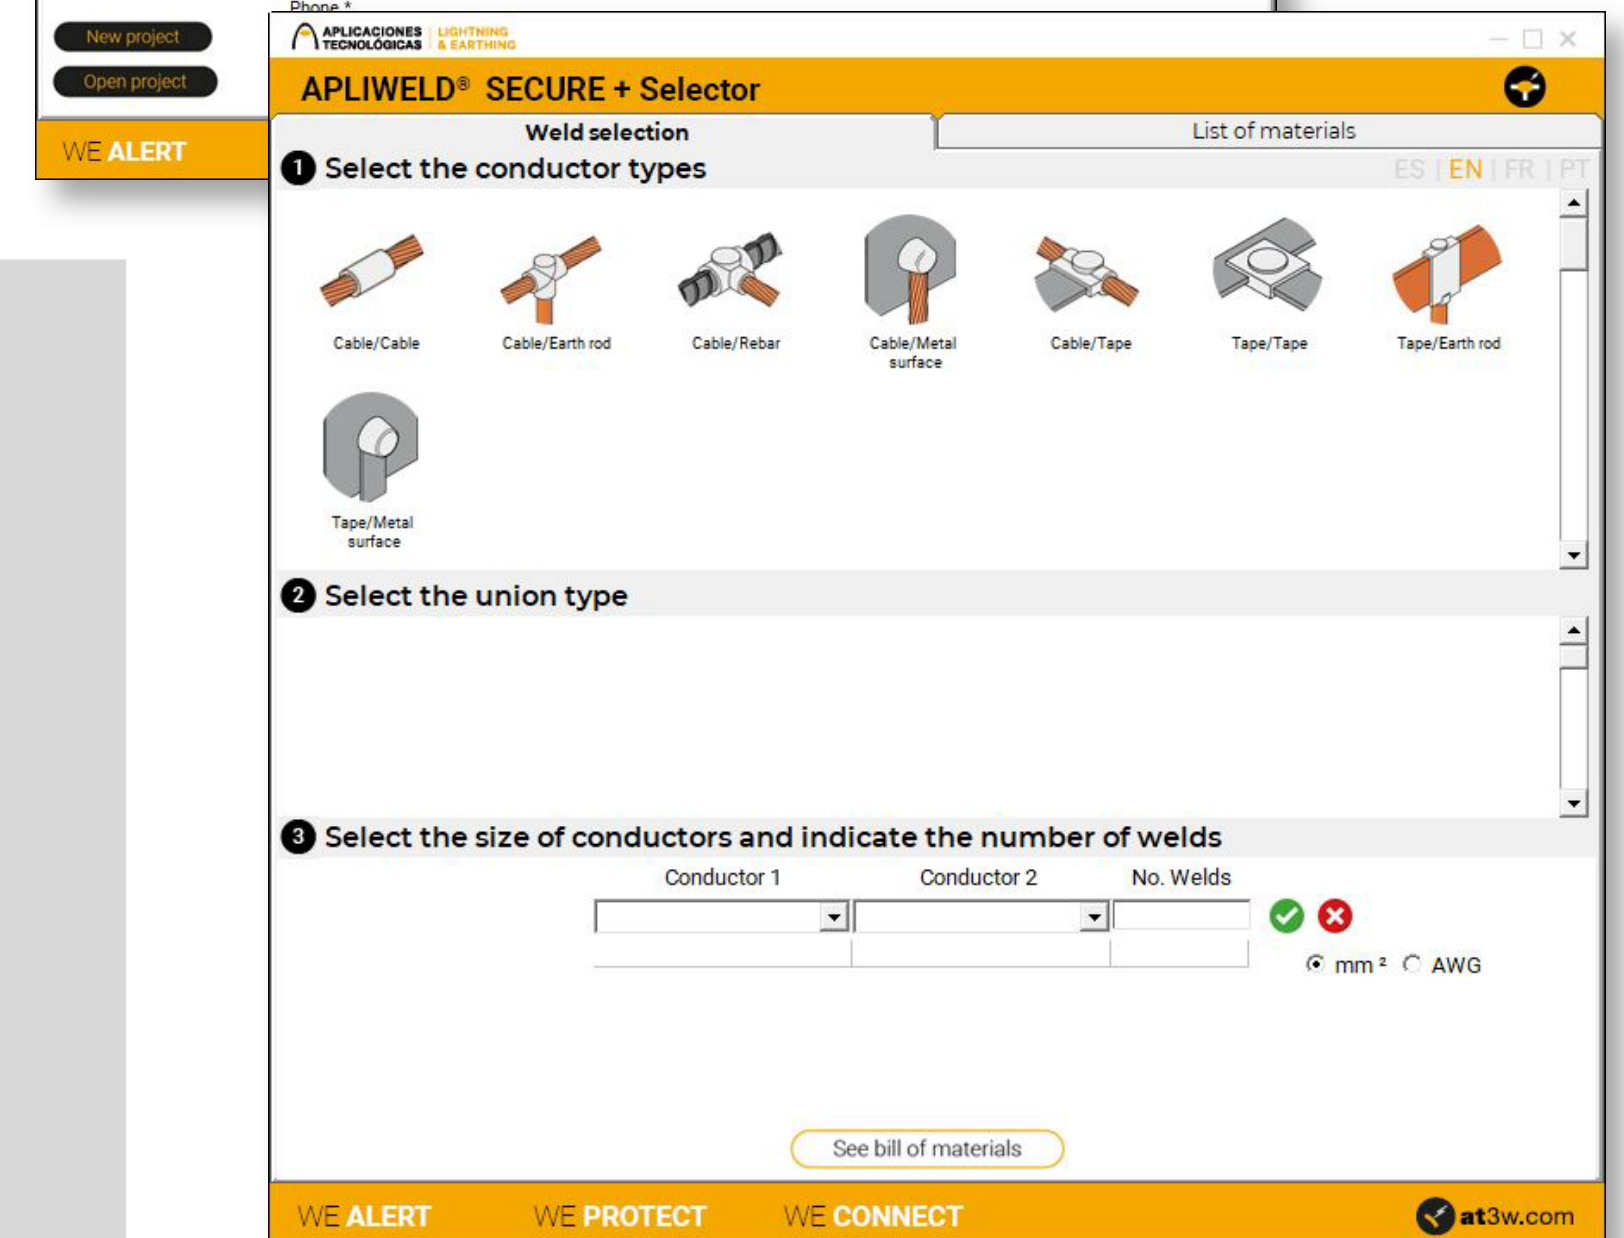 Phone *
New project
Open project
WE ALERT
APLICACIONES
TECNOLÓGICAS
LIGHTNING
& EARTHING
APLIWELD® SECURE + Selector
Weld selection
List of materials
1 Select the conductor types
ES | EN | FR | PT
Cable/Cable
Cable/Earth rod
Cable/Rebar
Cable/Metal
surface
Cable/Tape
Tape/Tape
Tape/Earth rod
Tape/Metal
surface
2 Select the union type
3 Select the size of conductors and indicate the number of welds
Conductor 1
Conductor 2
No. Welds
mm ²
AWG
See bill of materials
WE ALERT
WE PROTECT
WE CONNECT
at3w.com